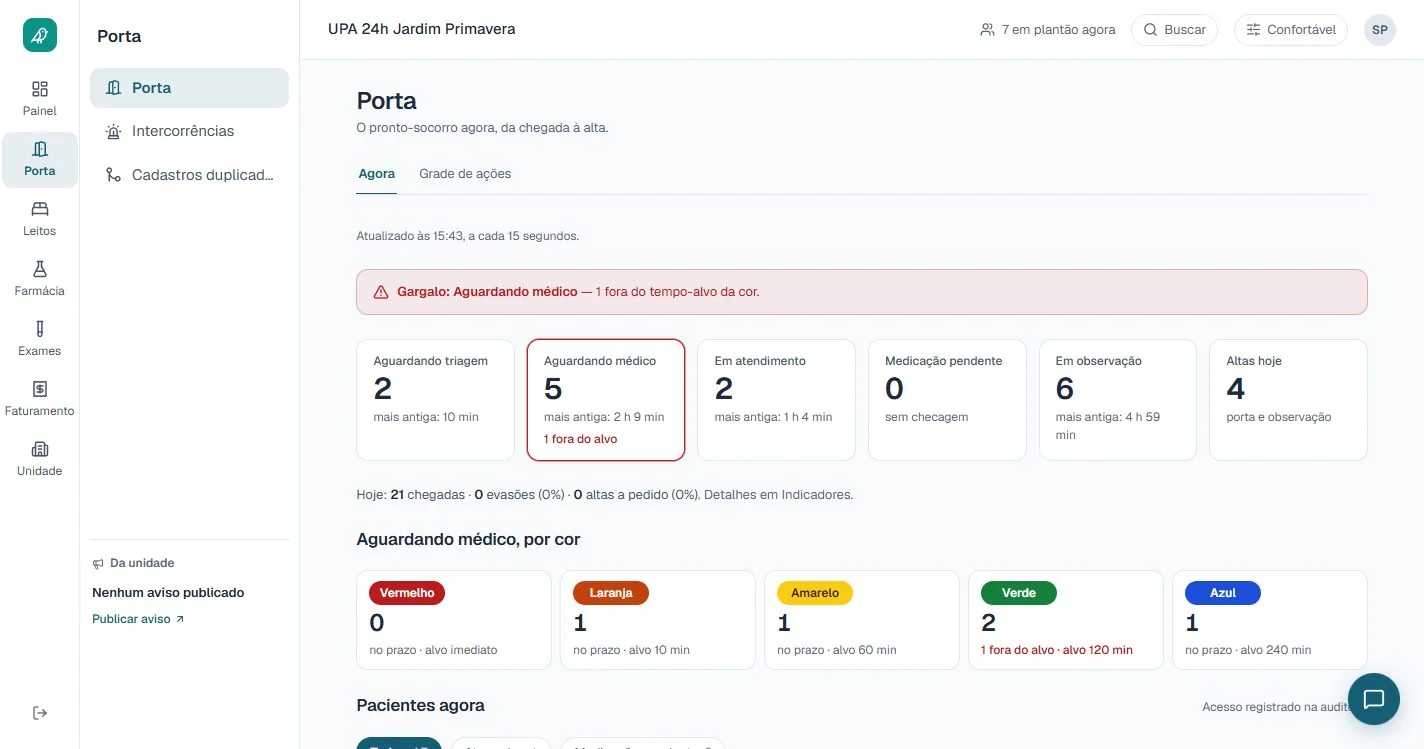 Porta
UPA 24h Jardim Primavera
7 em plantão agora
Buscar
Confortável
SP
Painel
Porta
Leitos
Farmácia
Exames
Faturamento
Unidade
Porta
Intercorrências
Cadastros duplicad...
Da unidade
Nenhum aviso publicado
Publicar aviso ↗
Porta
O pronto-socorro agora, da chegada à alta.
Agora
Grade de ações
Atualizado às 15:43, a cada 15 segundos.
Gargalo: Aguardando médico — 1 fora do tempo-alvo da cor.
Aguardando triagem
2
mais antiga: 10 min
Aguardando médico
5
mais antiga: 2 h 9 min
1 fora do alvo
Em atendimento
2
mais antiga: 1 h 4 min
Medicação pendente
0
sem checagem
Em observação
6
mais antiga: 4 h 59
min
Altas hoje
4
porta e observação
Hoje: 21 chegadas · 0 evasões (0%) · 0 altas a pedido (0%). Detalhes em Indicadores.
Aguardando médico, por cor
Vermelho
0
no prazo · alvo imediato
Laranja
1
no prazo · alvo 10 min
Amarelo
1
no prazo · alvo 60 min
Verde
2
1 fora do alvo · alvo 120 min
Azul
1
no prazo · alvo 240 min
Pacientes agora
Acesso registrado na